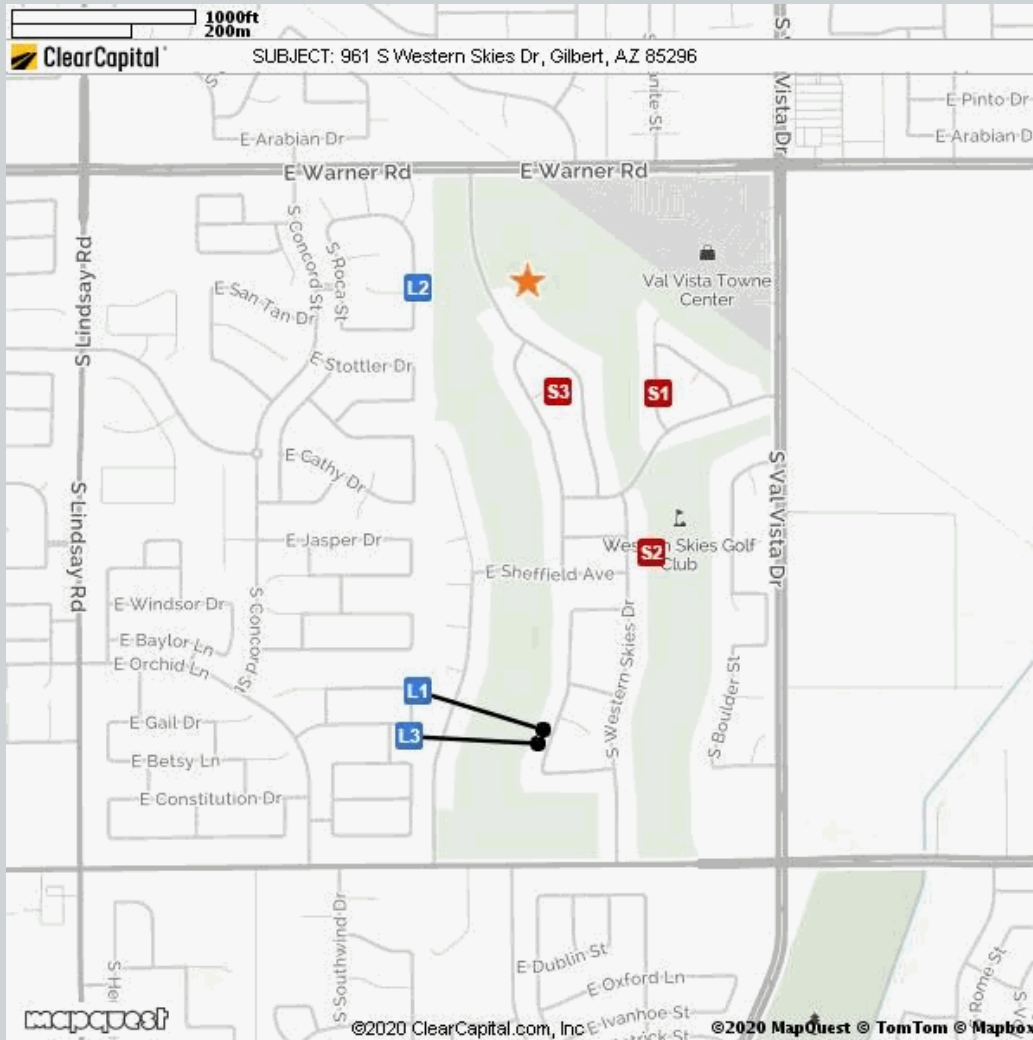 1000ft
200m
ClearCapital
SUBJECT: 961 S Western Skies Dr, Gilbert, AZ 85296
E Pinto Dr
E Arabian Dr
E Arabian D
Vista Dr
E Warner Rd
E Warner Rd
S Lindsay Rd
S Concord St
S Roca St
L2
Val Vista Towne
Center
E San-Tan Dr
E Stottler Dr
S3
S1
E Cathy Dr
S Val Vista Dr
S Lindsay Rd
E Jasper Dr
S2
Skies Golf
Club
E Sheffield Ave
E Windsor Dr
S Concord St
E Baylor Ln
E Orchid Ln
S Western Skies Dr
S Boulder St
L1
E Gail Dr
L3
E Betsy Ln
E Constitution Dr
S Southwind Dr
E Dublin St
E Oxford Ln
Rome St
E Ivanhoe St
mapquest
©2020 ClearCapital.com, Inc
©2020 MapQuest © TomTom © Mapbox